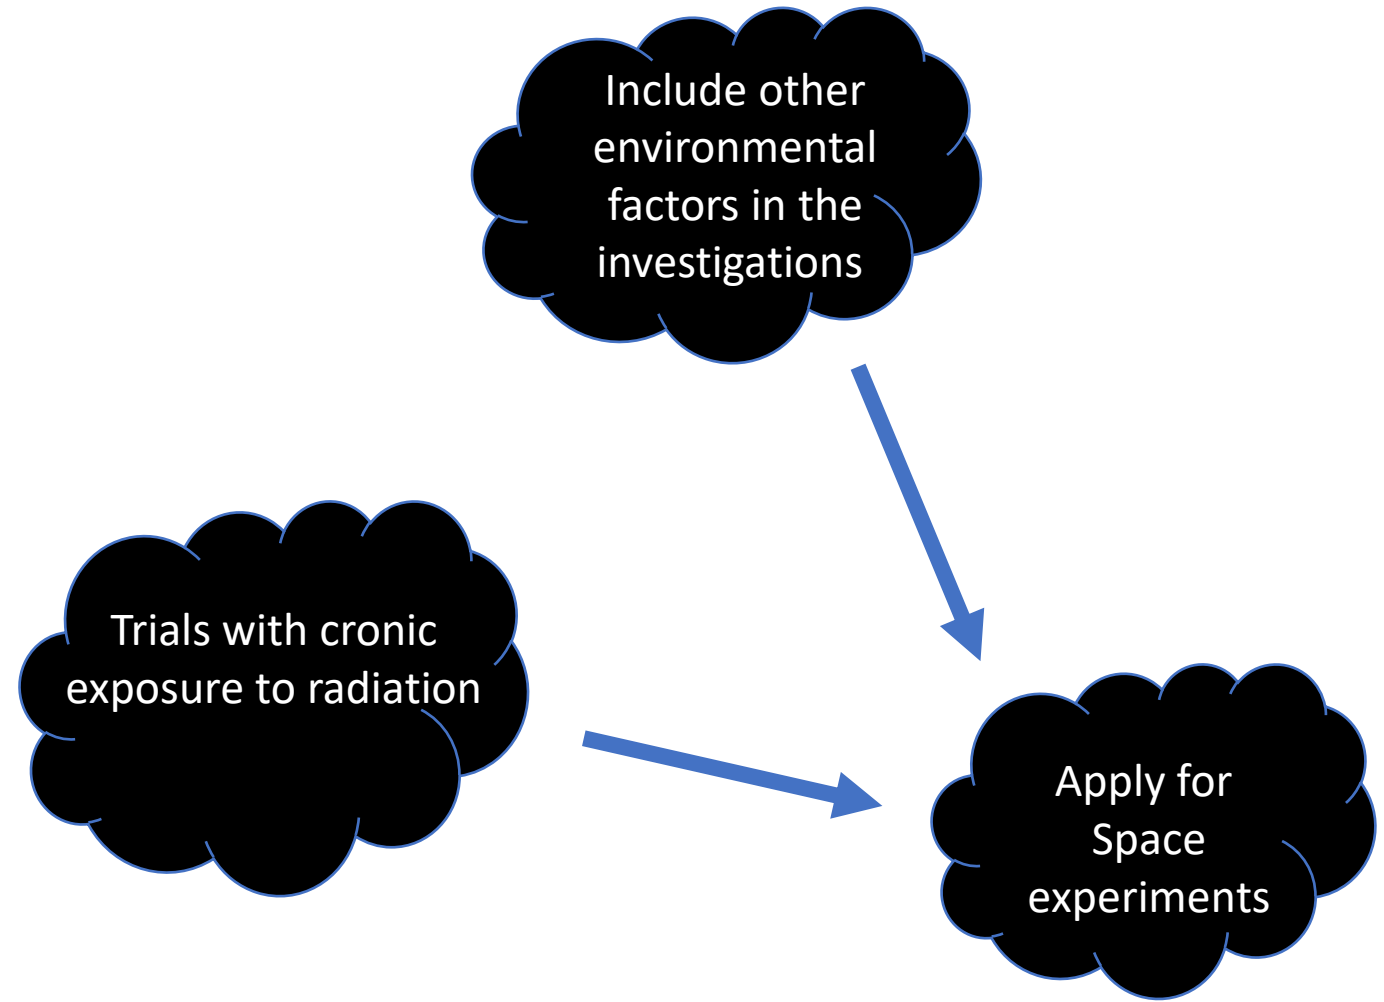 Include other
environmental
factors in the
investigations
Trials with cronic
exposure to radiation
Apply for
Space
experiments